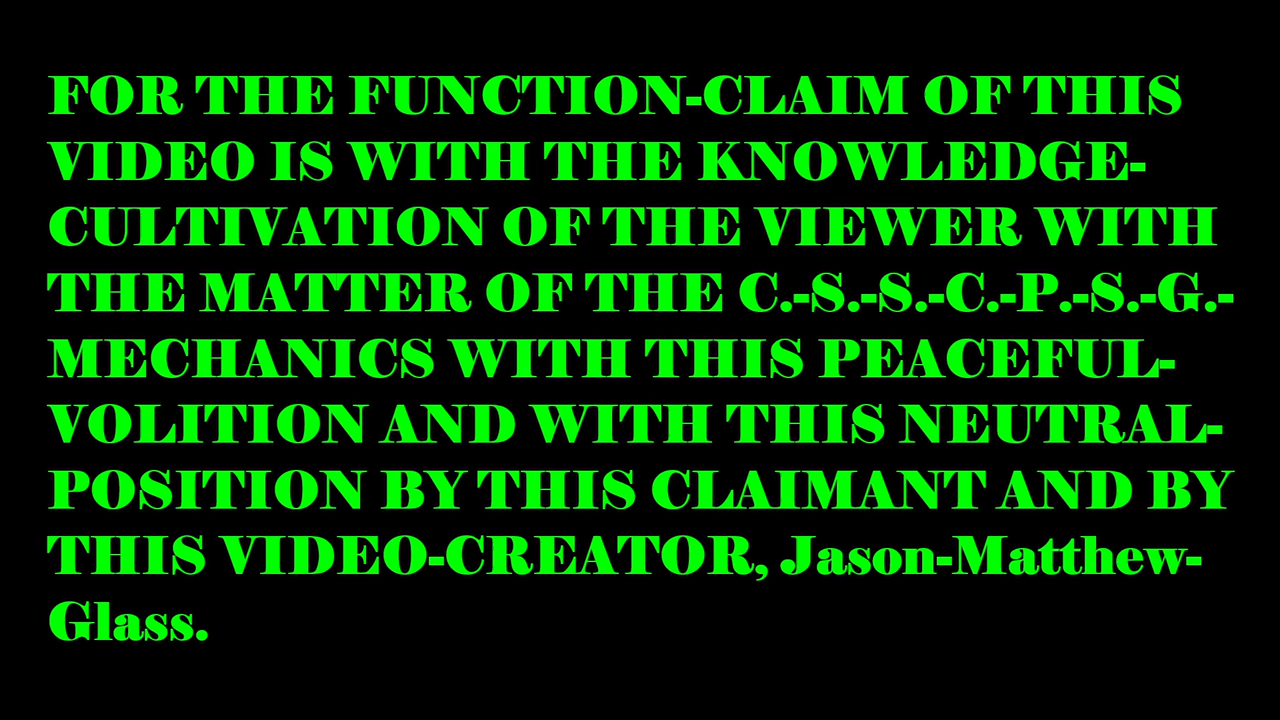 FOR THE FUNCTION-CLAIM OF THIS
VIDEO IS WITH THE KNOWLEDGE-
CULTIVATION OF THE VIEWER WITH
THE MATTER OF THE C.-S.-S.-C.-P.-S.-G.-
MECHANICS WITH THIS PEACEFUL-
VOLITION AND WITH THIS NEUTRAL-
POSITION BY THIS CLAIMANT AND BY
THIS VIDEO-CREATOR, Jason-Matthew-
Glass.